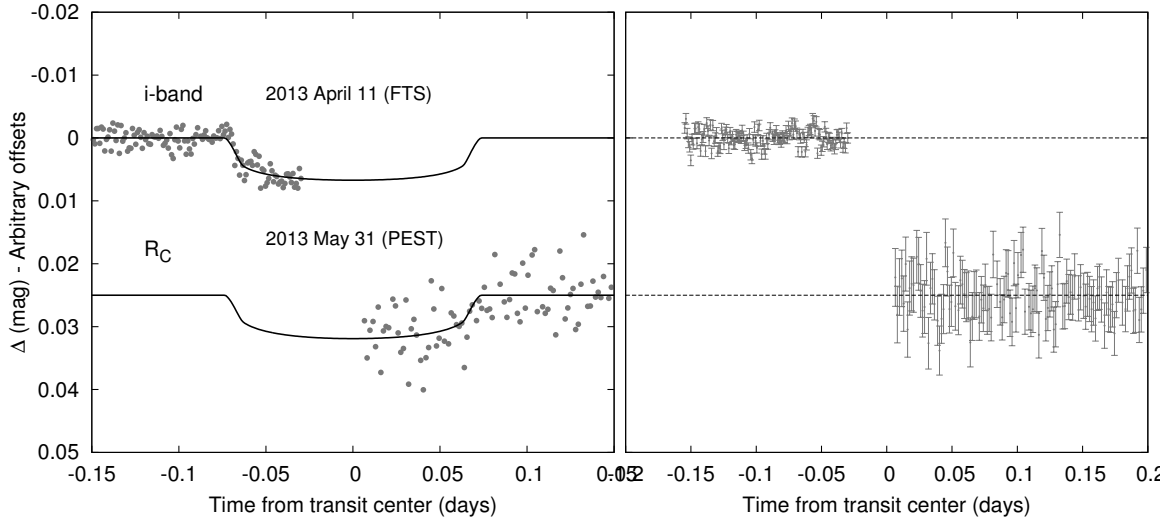 -0.02
-0.01
0
0.01
0.02
0.03
0.04
0.05
Δ (mag) - Arbitrary offsets
i-band
2013 April 11 (FTS)
R_C
2013 May 31 (PEST)
-0.15 -0.1 -0.05 0 0.05 0.1 0.15
-0.2 -0.15 -0.1 -0.05 0 0.05 0.1 0.15 0.2
Time from transit center (days)
Time from transit center (days)